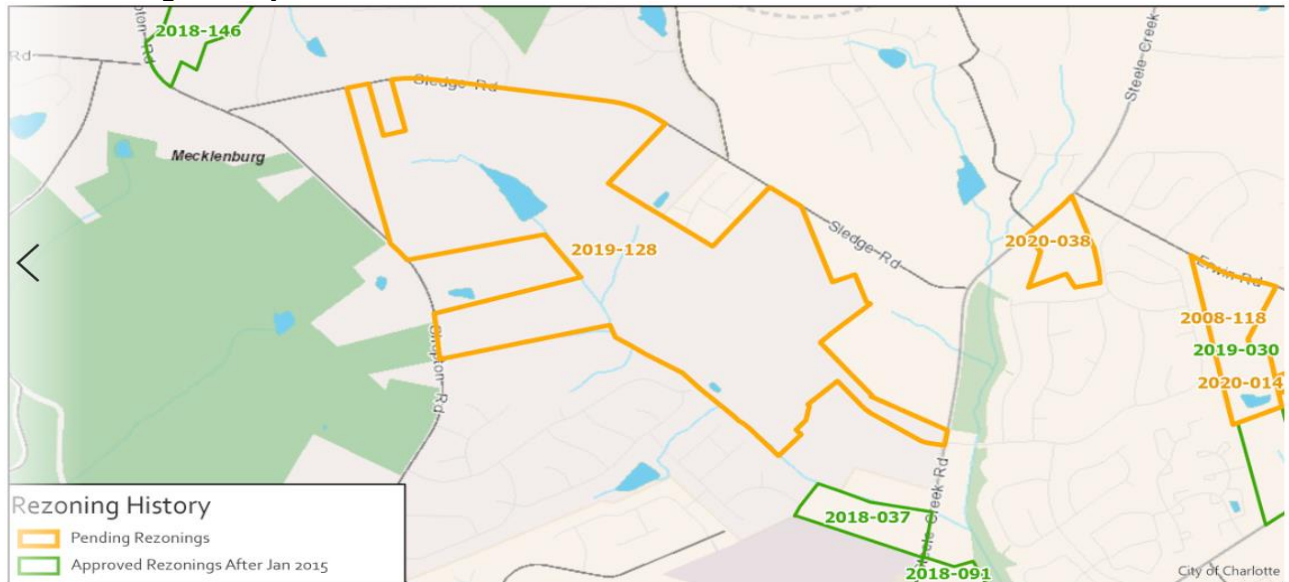 2018-146
Shopton Rd
Rd
Sledge Rd
Steele Creek
Mecklenburg
2019-128
Sledge Rd
2020-038
Erwin Rd
2008-118
2019-030
2020-014
Shopton Rd
Steele Creek Rd
2018-037
2018-091
Rezoning History
Pending Rezonings
Approved Rezonings After Jan 2015
City of Charlotte